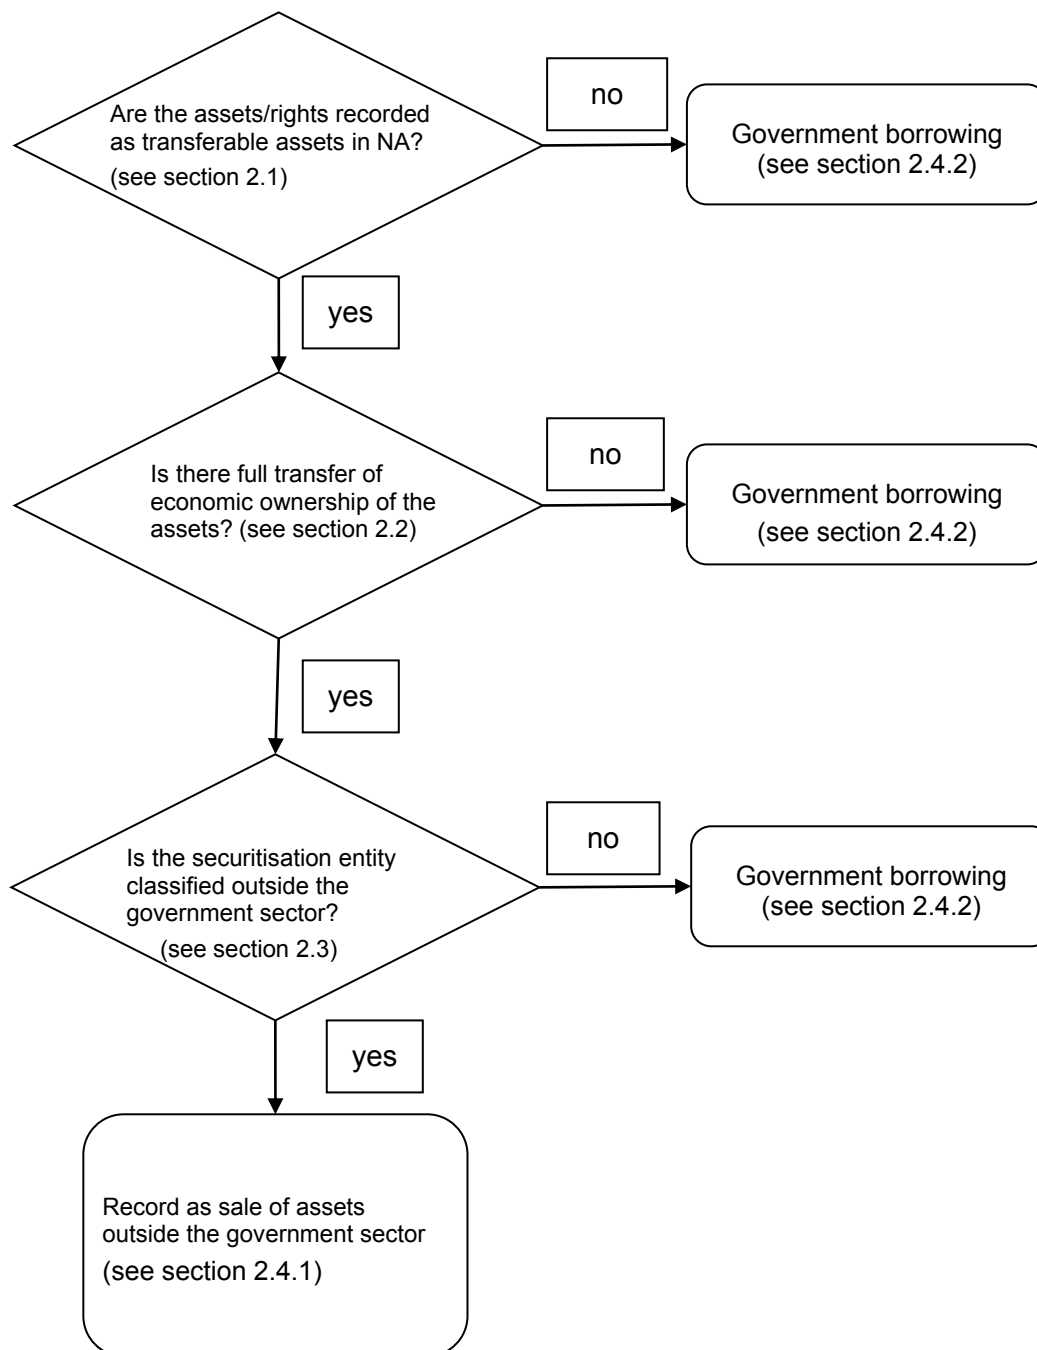 Are the assets/rights recorded
as transferable assets in NA?
(see section 2.1)
no
Government borrowing
(see section 2.4.2)
yes
Is there full transfer of
economic ownership of the
assets? (see section 2.2)
no
Government borrowing
(see section 2.4.2)
yes
Is the securitisation entity
classified outside the
government sector?
(see section 2.3)
no
Government borrowing
(see section 2.4.2)
yes
Record as sale of assets
outside the government sector
(see section 2.4.1)